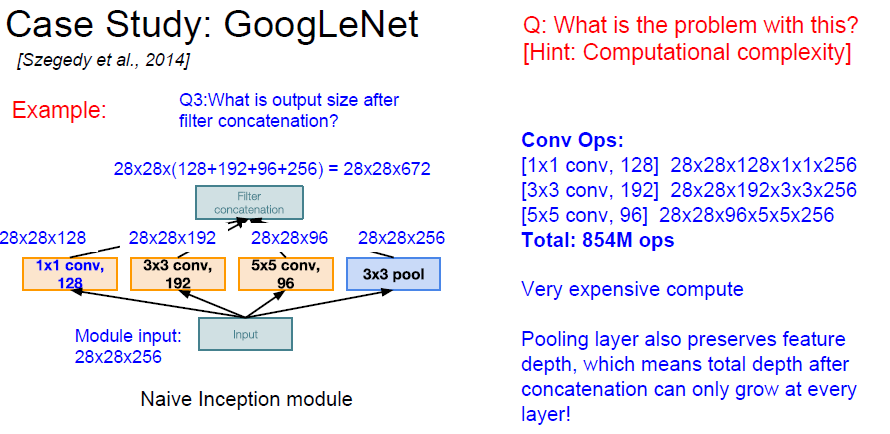 Case Study: GoogLeNet
[Szegedy et al., 2014]
Example:
Q3:What is output size after
filter concatenation?
28x28x(128+192+96+256) = 28x28x672
Filter
concatenation
28x28x128
28x28x192
28x28x96
28x28x256
1x1 conv,
128
3x3 conv,
192
5x5 conv,
96
3x3 pool
Module input:
28x28x256
Input
Naive Inception module
Q: What is the problem with this?
[Hint: Computational complexity]
Conv Ops:
[1x1 conv, 128] 28x28x128x1x1x256
[3x3 conv, 192] 28x28x192x3x3x256
[5x5 conv, 96] 28x28x96x5x5x256
Total: 854M ops
Very expensive compute
Pooling layer also preserves feature
depth, which means total depth after
concatenation can only grow at every
layer!